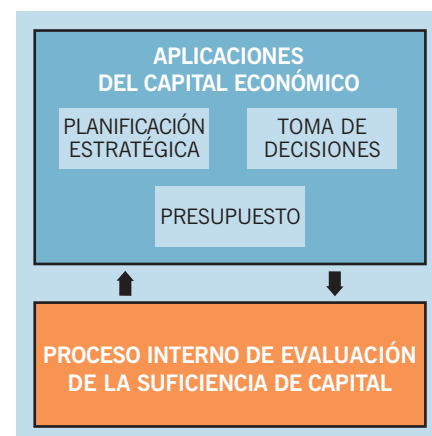 APLICACIONES
DEL CAPITAL ECONÓMICO
PLANIFICACIÓN
ESTRATÉGICA
TOMA DE
DECISIONES
PRESUPUESTO
PROCESO INTERNO DE EVALUACIÓN
DE LA SUFICIENCIA DE CAPITAL